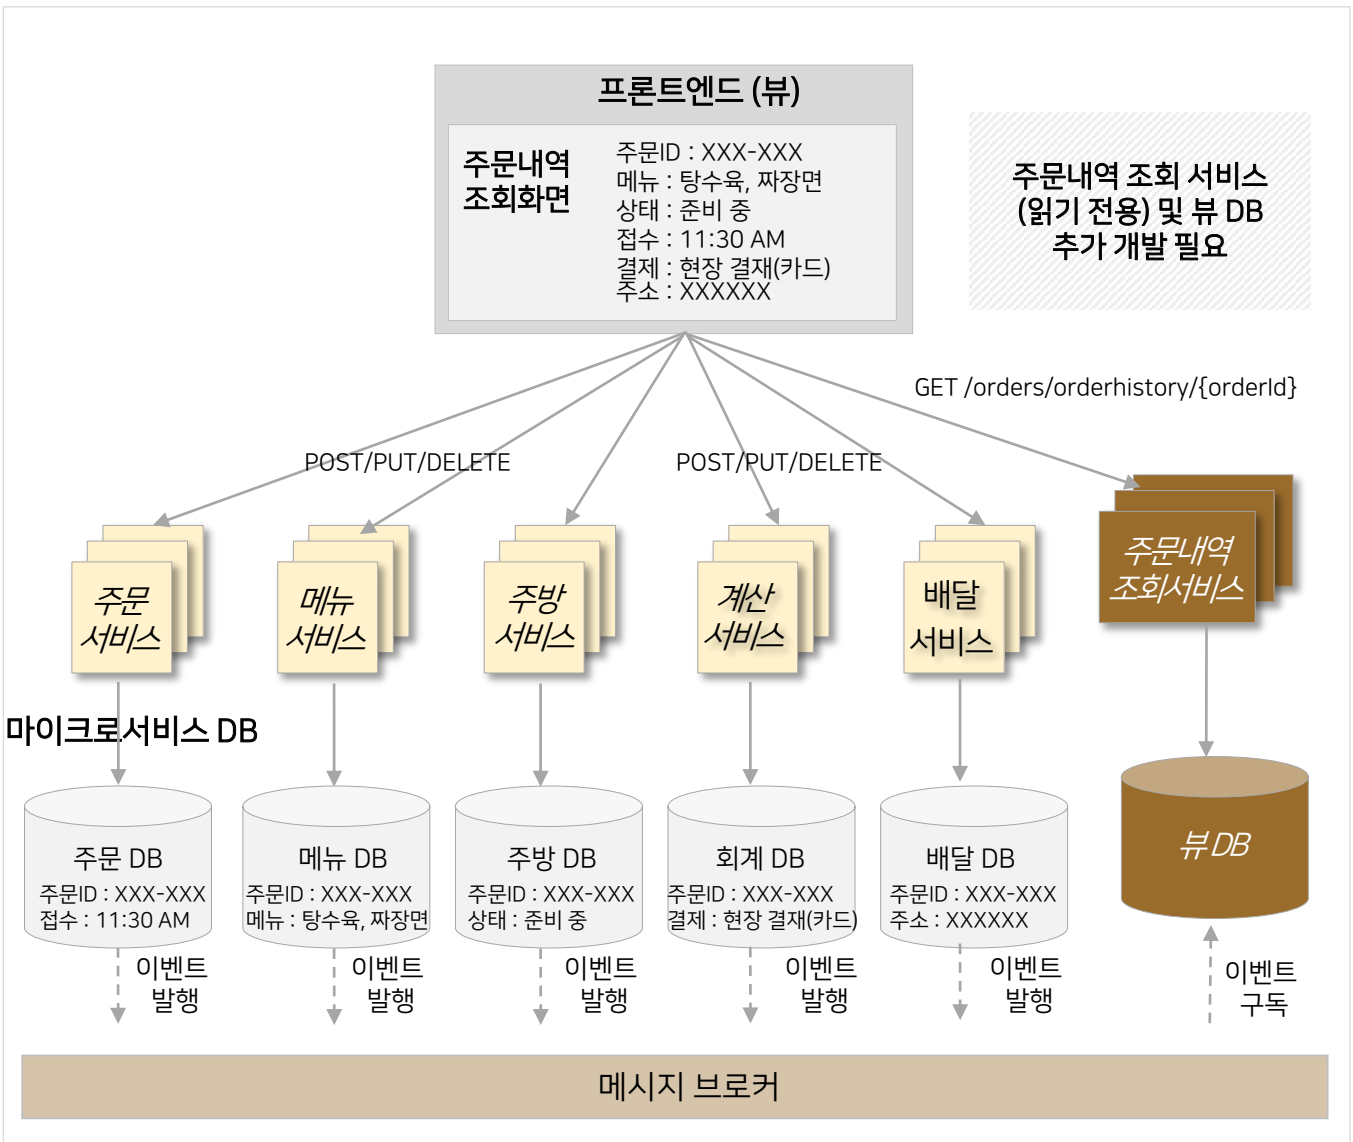 프론트엔드 (뷰)
주문내역
조회화면
주문ID : XXX-XXX
메뉴 : 탕수육, 짜장면
상태 : 준비 중
접수 : 11:30 AM
결제 : 현장 결재(카드)
주소 : XXXXXX
주문내역 조회 서비스
(읽기 전용) 및 뷰 DB
추가 개발 필요
GET /orders/orderhistory/{orderId}
POST/PUT/DELETE
POST/PUT/DELETE
주문
서비스
메뉴
서비스
주방
서비스
계산
서비스
배달
서비스
주문내역
조회서비스
마이크로서비스 DB
주문 DB
주문ID : XXX-XXX
접수 : 11:30 AM
메뉴 DB
주문ID : XXX-XXX
메뉴 : 탕수육, 짜장면
주방 DB
주문ID : XXX-XXX
상태 : 준비 중
회계 DB
주문ID : XXX-XXX
결제 : 현장 결재(카드)
배달 DB
주문ID : XXX-XXX
주소 : XXXXXX
뷰 DB
이벤트
발행
이벤트
발행
이벤트
발행
이벤트
발행
이벤트
발행
이벤트
구독
메시지 브로커